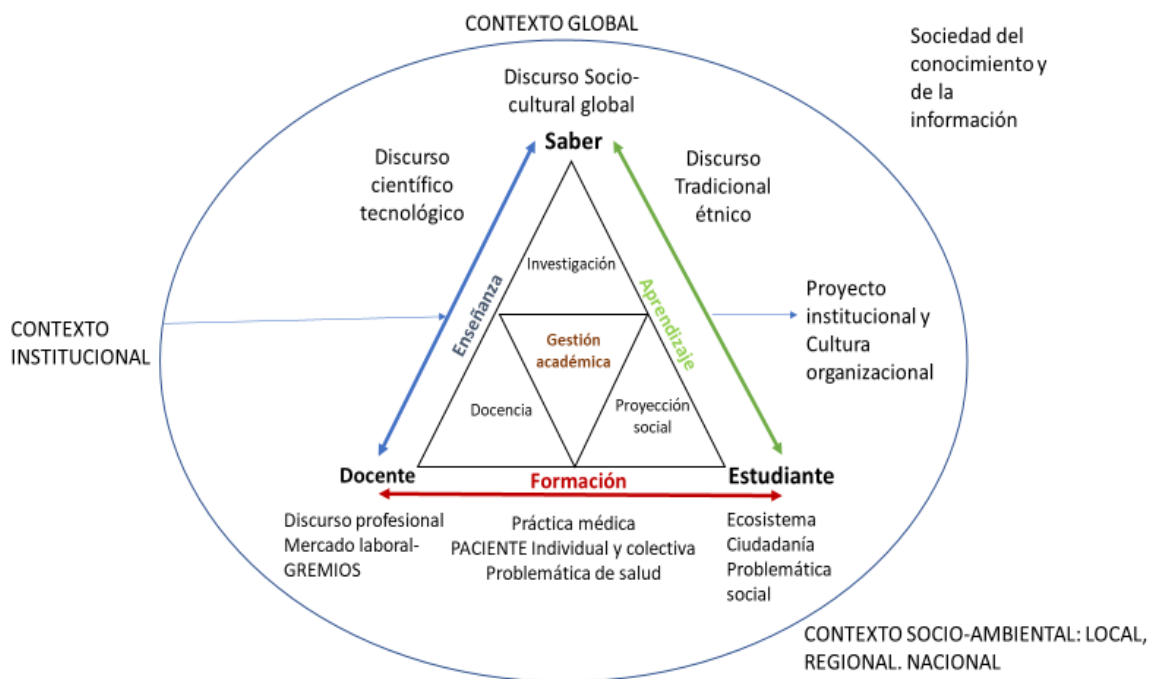 CONTEXTO GLOBAL
Sociedad del
conocimiento y
de la
información
Discurso Socio-
cultural global
Saber
Discurso
científico
tecnológico
Discurso
Tradicional
étnico
Investigación
Enseñanza
Aprendizaje
CONTEXTO
INSTITUCIONAL
Proyecto
institucional y
Cultura
organizacional
Gestión
académica
Docencia
Proyección
social
Docente
Formación
Estudiante
Discurso profesional
Mercado laboral-
GREMIOS
Práctica médica
PACIENTE Individual y colectiva
Problemática de salud
Ecosistema
Ciudadanía
Problemática
social
CONTEXTO SOCIO-AMBIENTAL: LOCAL,
REGIONAL. NACIONAL